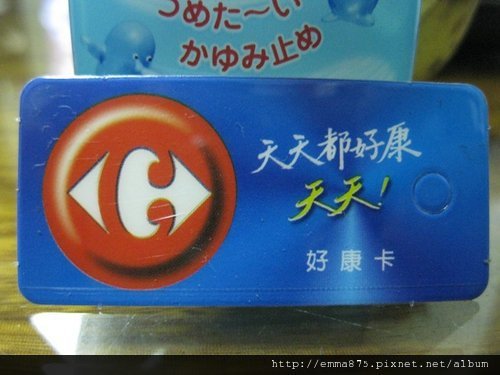 つめた～い
かゆみ止め
天天都好康
天天！
好康卡
http://emma875.pixnet.net/album